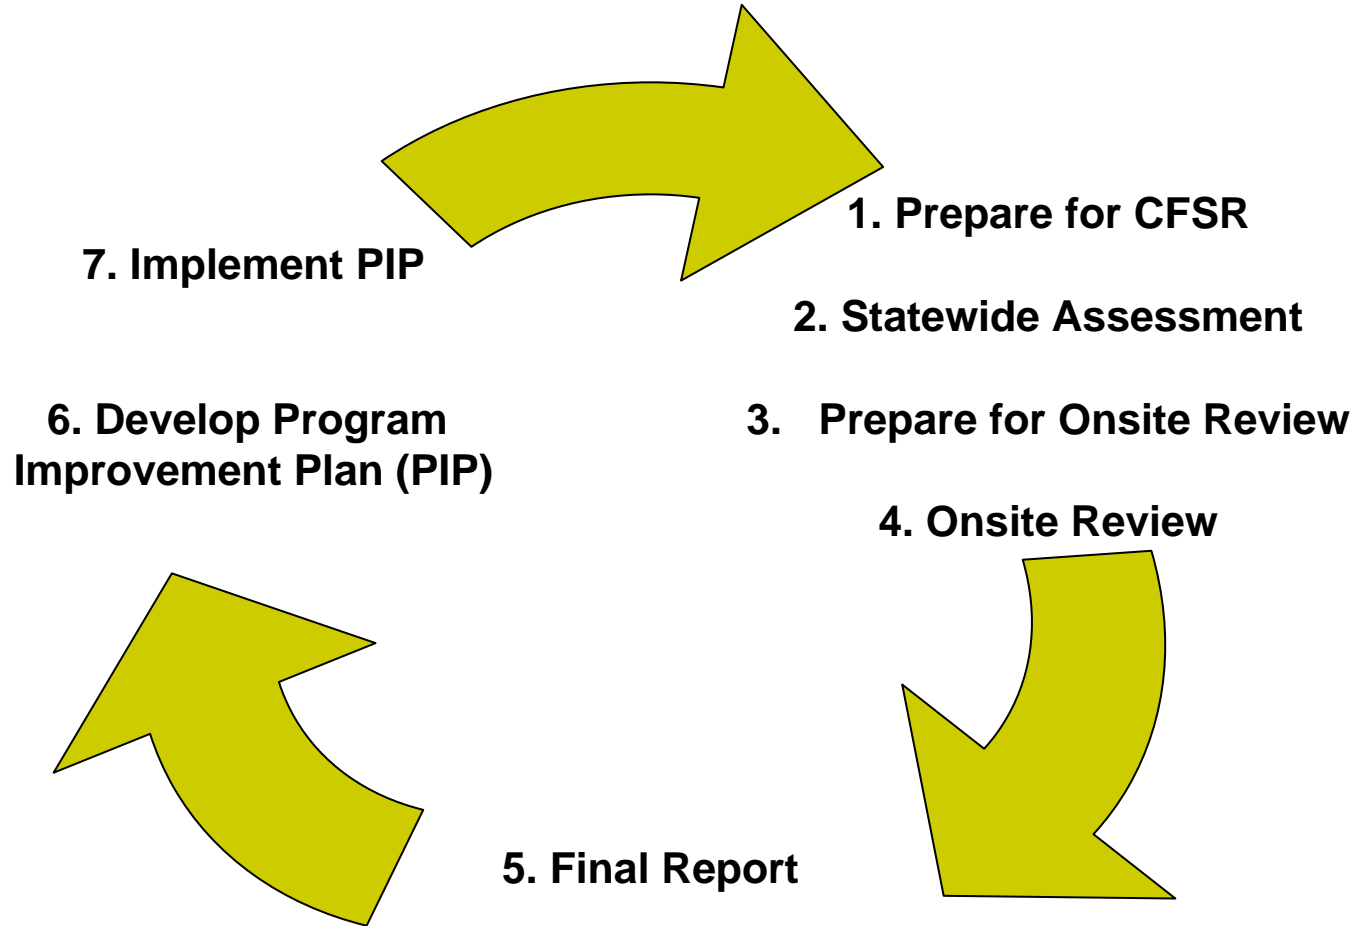 1. Prepare for CFSR
2. Statewide Assessment
3. Prepare for Onsite Review
4. Onsite Review
5. Final Report
6. Develop Program
Improvement Plan (PIP)
7. Implement PIP